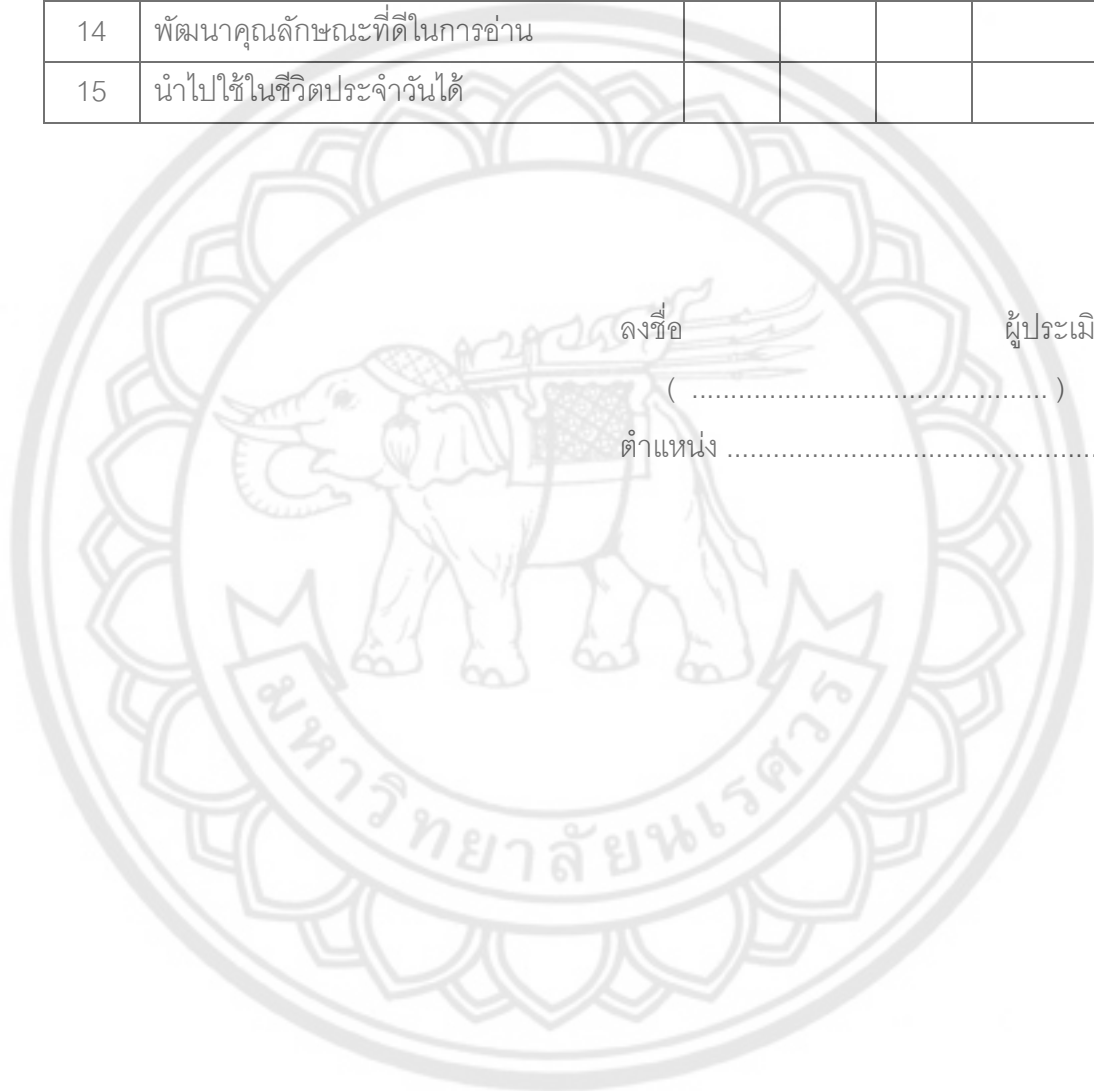 14 พัฒนาคุณลักษณะที่ดีในการอ่าน
15 นำไปใช้ในชีวิตประจำวันได้
ลงชื่อ ผู้ประเมิ
( .............................................. )
ตำแหน่ง ................................................
มหาวิทยาลัยนเรศวร